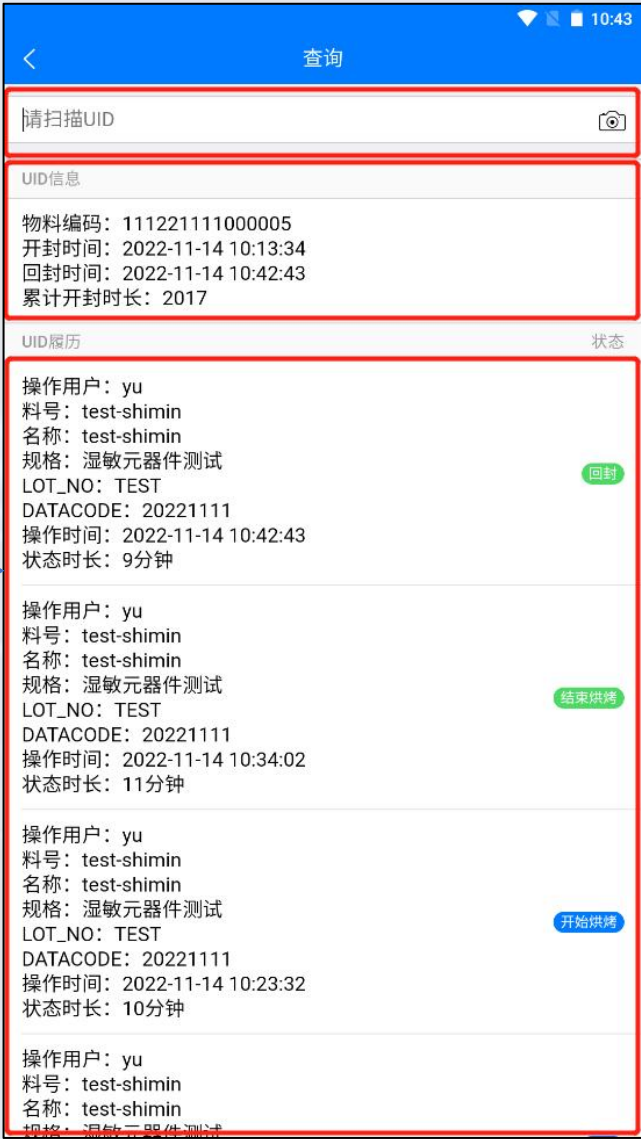 10:43
查询
请扫描UID
UID信息
物料编码：111221111000005
开封时间：2022-11-14 10:13:34
回封时间：2022-11-14 10:42:43
累计开封时长：2017
UID履历 状态
操作用户：yu
料号：test-shimin
名称：test-shimin
规格：湿敏元器件测试
回封
LOT_NO：TEST
DATACODE：20221111
操作时间：2022-11-14 10:42:43
状态时长：9分钟
操作用户：yu
料号：test-shimin
名称：test-shimin
规格：湿敏元器件测试
结束烘烤
LOT_NO：TEST
DATACODE：20221111
操作时间：2022-11-14 10:34:02
状态时长：11分钟
操作用户：yu
料号：test-shimin
名称：test-shimin
规格：湿敏元器件测试
开始烘烤
LOT_NO：TEST
DATACODE：20221111
操作时间：2022-11-14 10:23:32
状态时长：10分钟
操作用户：yu
料号：test-shimin
名称：test-shimin
规格：湿敏元器件测试